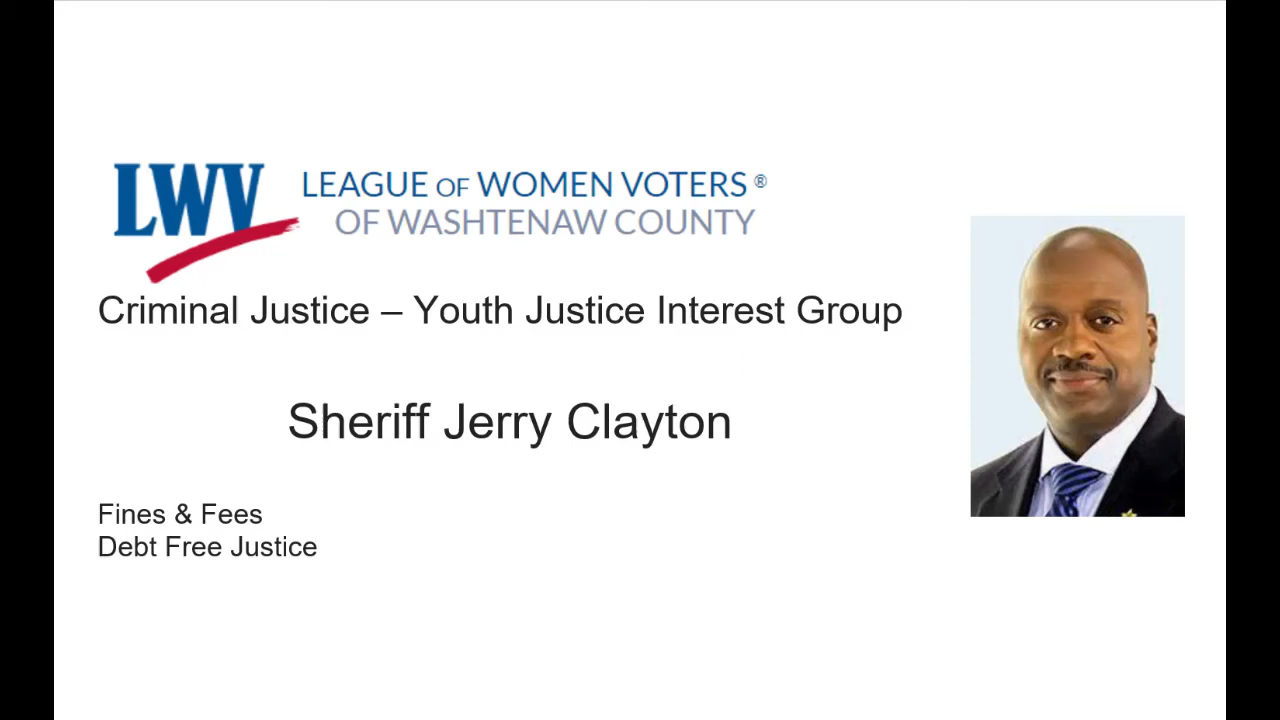 LWV LEAGUE OF WOMEN VOTERS ®
OF WASHTENAW COUNTY
Criminal Justice – Youth Justice Interest Group
Sheriff Jerry Clayton
Fines & Fees
Debt Free Justice